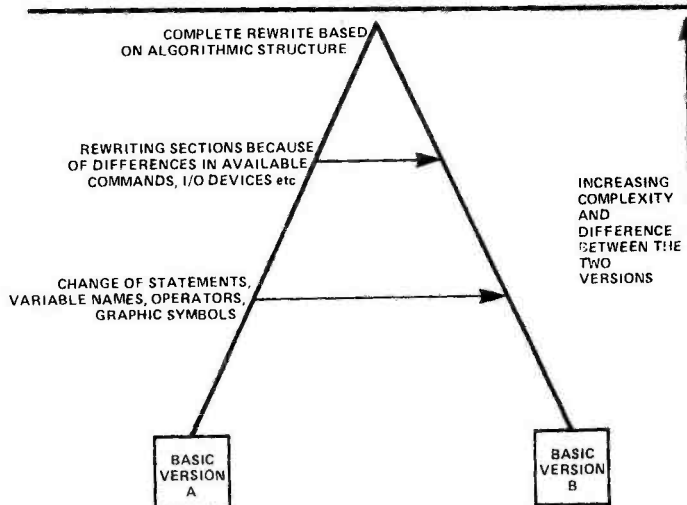 COMPLETE REWRITE BASED
ON ALGORITHMIC STRUCTURE
REWRITING SECTIONS BECAUSE
OF DIFFERENCES IN AVAILABLE
COMMANDS, I/O DEVICES etc
INCREASING
COMPLEXITY
AND
DIFFERENCE
BETWEEN THE
TWO
VERSIONS
CHANGE OF STATEMENTS,
VARIABLE NAMES, OPERATORS,
GRAPHIC SYMBOLS
BASIC
VERSION
A
BASIC
VERSION
B